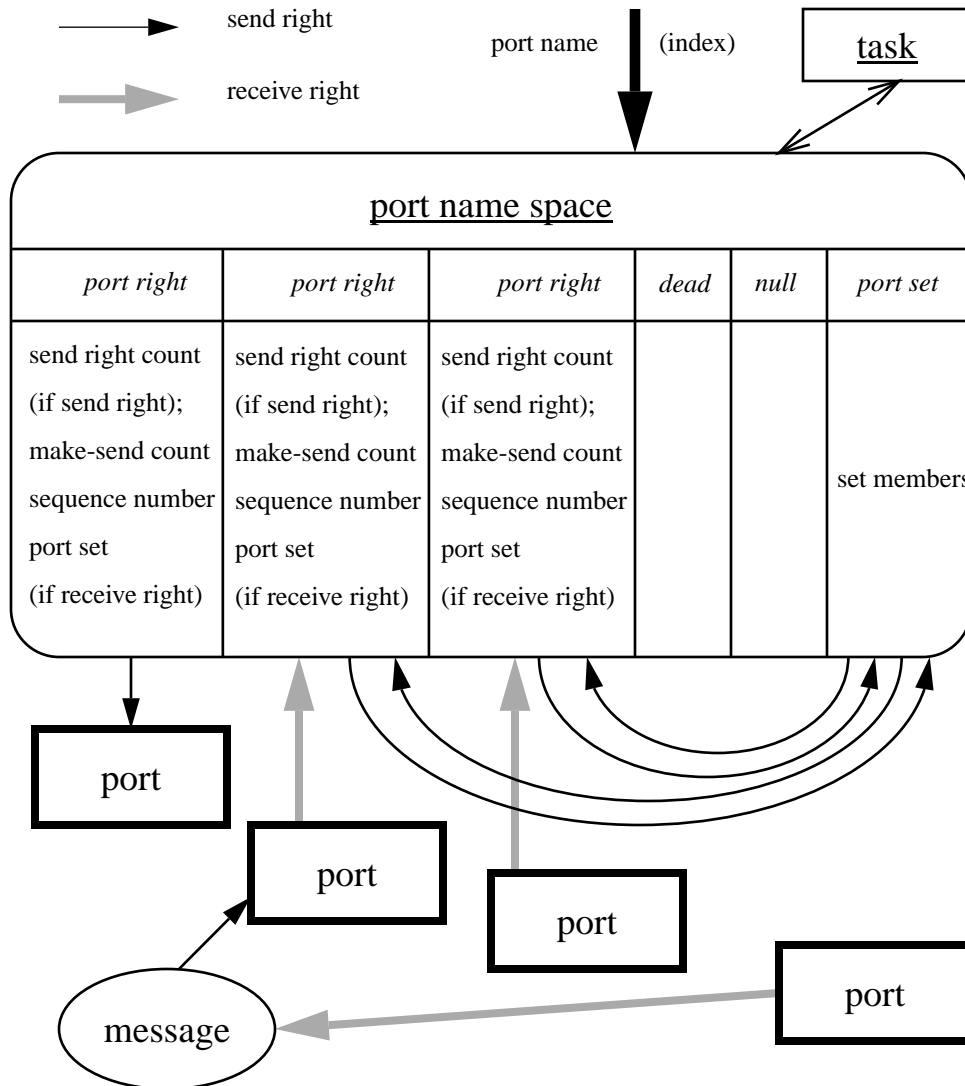 send right
port name
(index)
task
receive right
port name space
port right
port right
port right
dead
null
port set
send right count
(if send right);
make-send count
sequence number
port set
(if receive right)
send right count
(if send right);
make-send count
sequence number
port set
(if receive right)
send right count
(if send right);
make-send count
sequence number
port set
(if receive right)
set members
port
port
port
port
message